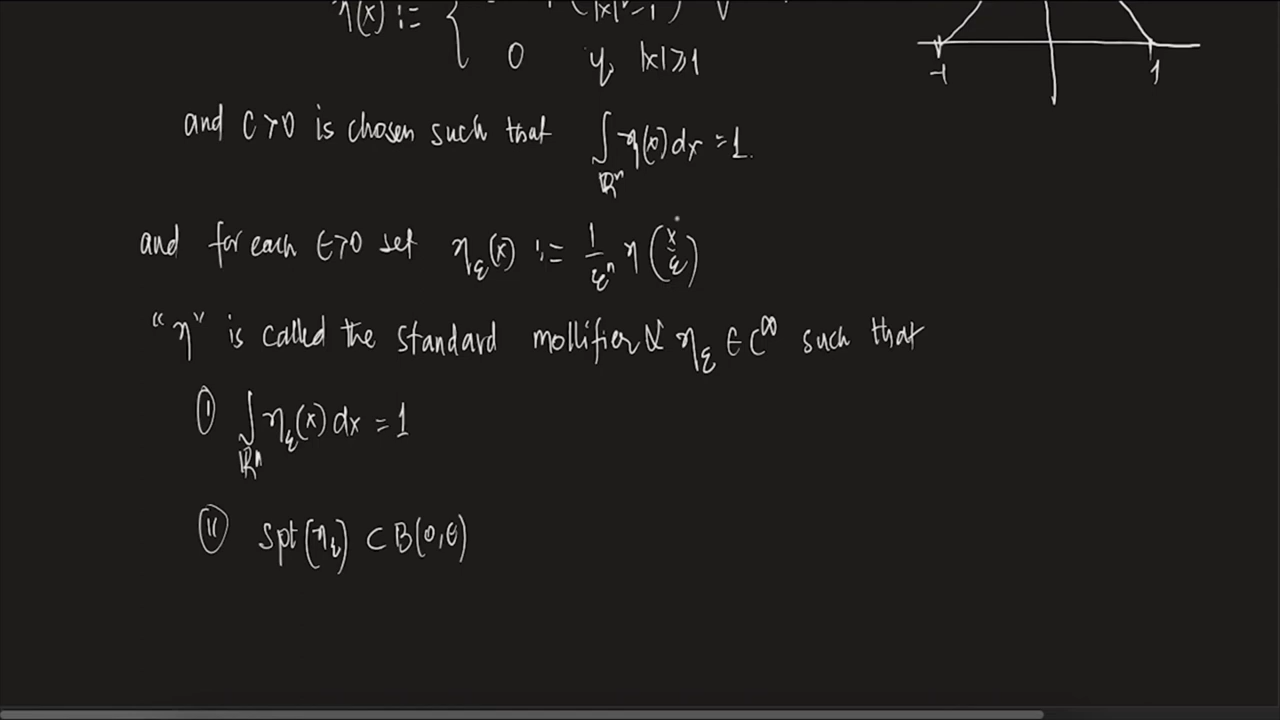 η(x) := { ( |x|²-1 )
0 if |x| ≥ 1
-1 1
and C>0 is chosen such that ∫_{ℝⁿ} η(x) dx = 1.
and for each ε>0 set η_ε(x) := 1/εⁿ η(x/ε)
"η" is called the standard mollifier & η_ε ∈ C^∞ such that
(i) ∫_{ℝⁿ} η_ε(x) dx = 1
(ii) spt(η_ε) ⊂ B(0,ε)